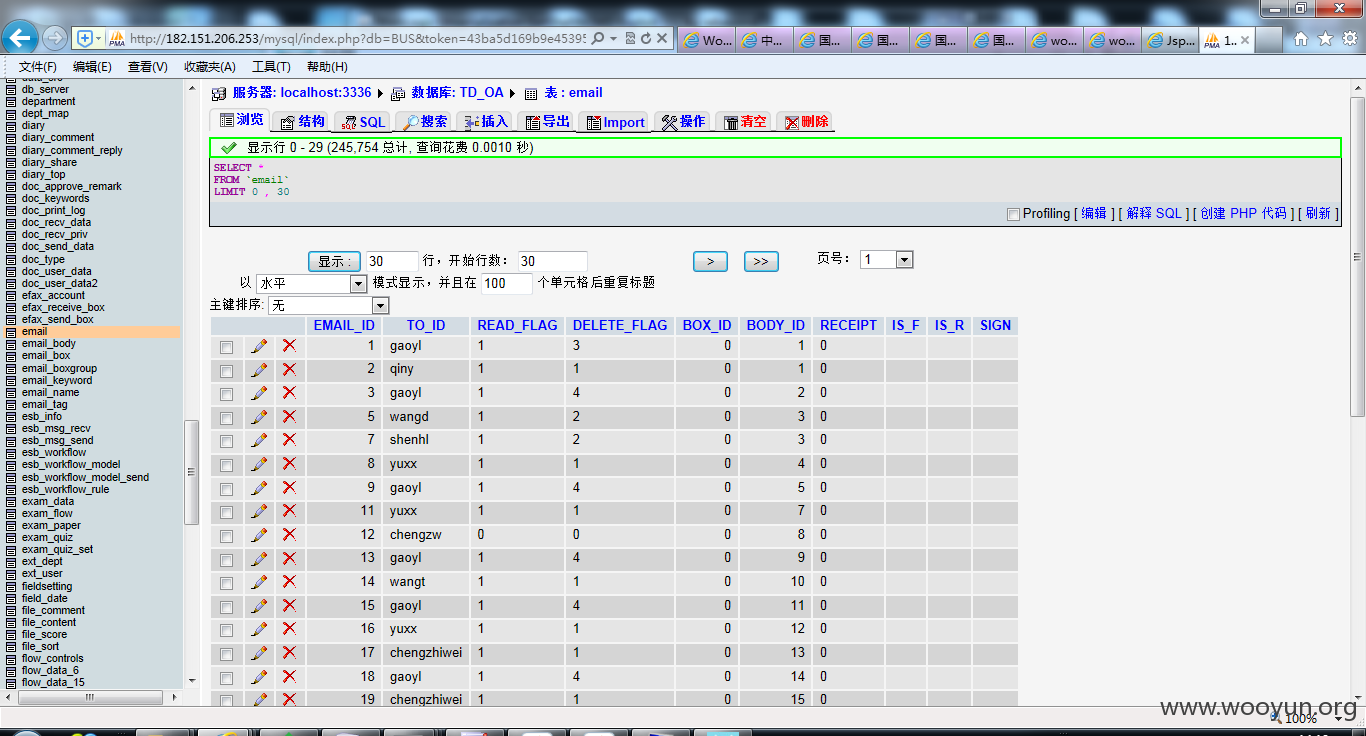 http://182.151.206.253/mysql/index.php?db=BUS&token=43ba5d169b9e45395
Wo... 中... 国... 国... 国... 国... wo... wo... Jsp... 1...
文件(F) 编辑(E) 查看(V) 收藏夹(A) 工具(T) 帮助(H)
db_server
department
dept_map
diary
diary_comment
diary_comment_reply
diary_share
diary_top
doc_approve_remark
doc_keywords
doc_print_log
doc_recv_data
doc_recv_priv
doc_send_data
doc_type
doc_user_data
doc_user_data2
efax_account
efax_receive_box
efax_send_box
email
email_body
email_box
email_boxgroup
email_keyword
email_name
email_tag
esb_info
esb_msg_recv
esb_msg_send
esb_workflow
esb_workflow_model
esb_workflow_model_send
esb_workflow_rule
exam_data
exam_flow
exam_paper
exam_quiz
exam_quiz_set
ext_dept
ext_user
fieldsetting
field_date
file_comment
file_content
file_score
file_sort
flow_controls
flow_data_6
flow_data_15
服务器: localhost:3336 数据库: TD_OA 表 : email
浏览 结构 SQL 搜索 插入 导出 Import 操作 清空 删除
显示行 0 - 29 (245,754 总计, 查询花费 0.0010 秒)
SELECT *
FROM `email`
LIMIT 0 , 30
Profiling [ 编辑 ] [ 解释 SQL ] [ 创建 PHP 代码 ] [ 刷新 ]
显示 : 30 行，开始行数: 30 > >> 页号: 1
以 水平 模式显示，并且在 100 个单元格后重复标题
主键排序: 无
EMAIL_ID TO_ID READ_FLAG DELETE_FLAG BOX_ID BODY_ID RECEIPT IS_F IS_R SIGN
1 gaoyl 1 3 0 1 0
2 qiny 1 1 0 1 0
3 gaoyl 1 4 0 2 0
5 wangd 1 2 0 3 0
7 shenhl 1 2 0 3 0
8 yuxx 1 1 0 4 0
9 gaoyl 1 4 0 5 0
11 yuxx 1 1 0 7 0
12 chengzw 0 0 0 8 0
13 gaoyl 1 4 0 9 0
14 wangt 1 1 0 10 0
15 gaoyl 1 4 0 11 0
16 yuxx 1 1 0 12 0
17 chengzhiwei 1 1 0 13 0
18 gaoyl 1 4 0 14 0
19 chengzhiwei 1 1 0 15 0
www.wooyun.org
100%